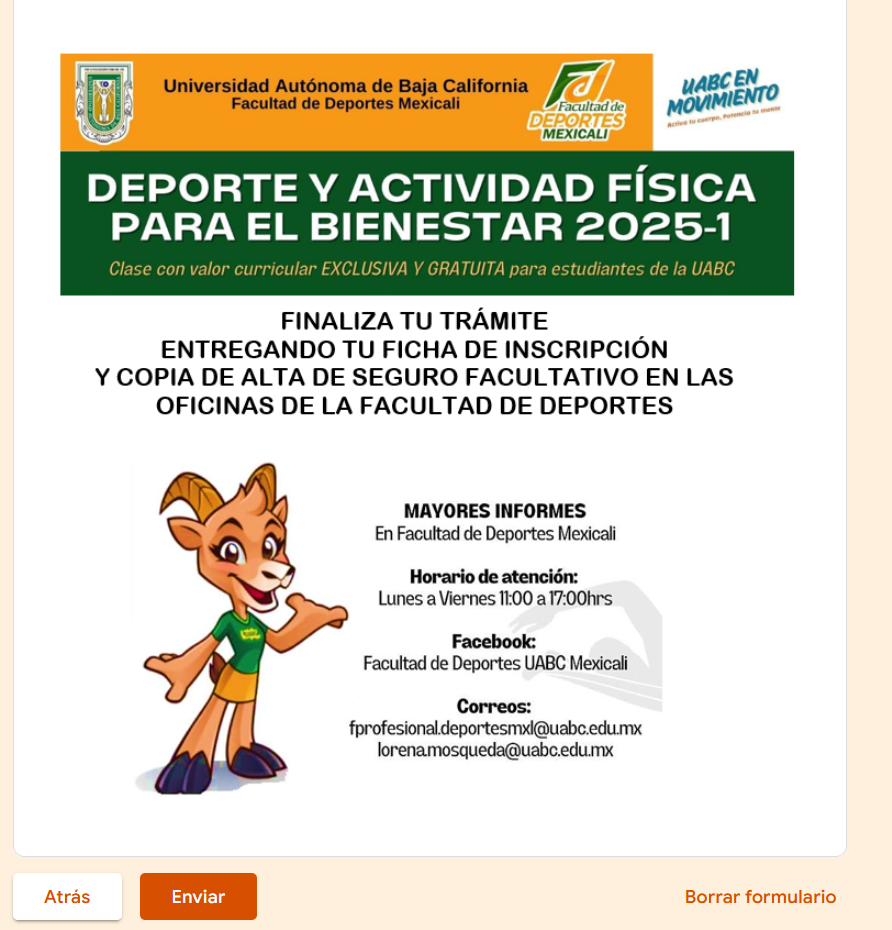 Universidad Autónoma de Baja California
Facultad de Deportes Mexicali
Facultad de
DEPORTES
MEXICALI
UABC EN
MOVIMIENTO
Activa tu cuerpo, Potencia tu mente
DEPORTE Y ACTIVIDAD FÍSICA
PARA EL BIENESTAR 2025-1
Clase con valor curricular EXCLUSIVA Y GRATUITA para estudiantes de la UABC
FINALIZA TU TRÁMITE
ENTREGANDO TU FICHA DE INSCRIPCIÓN
Y COPIA DE ALTA DE SEGURO FACULTATIVO EN LAS
OFICINAS DE LA FACULTAD DE DEPORTES
MAYORES INFORMES
En Facultad de Deportes Mexicali
Horario de atención:
Lunes a Viernes 11:00 a 17:00hrs
Facebook:
Facultad de Deportes UABC Mexicali
Correos:
fprofesional.deportesmxl@uabc.edu.mx
lorena.mosqueda@uabc.edu.mx
Atrás
Enviar
Borrar formulario